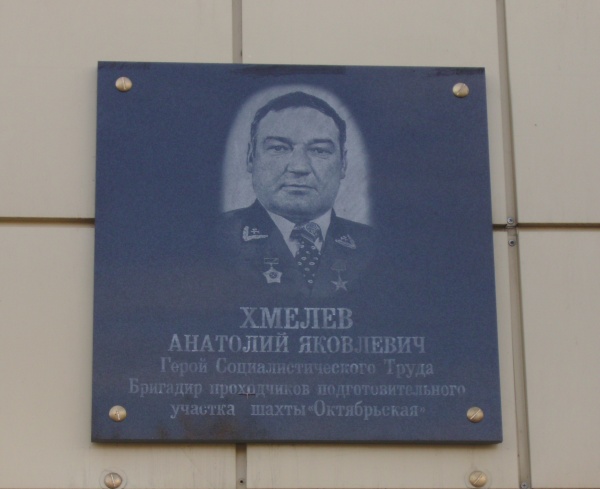 ХМЕЛЕВ
АНАТОЛИЙ ЯКОВЛЕВИЧ
Герой Социалистического Труда
Бригадир проходчиков подготовительного
участка шахты "Октябрьская"